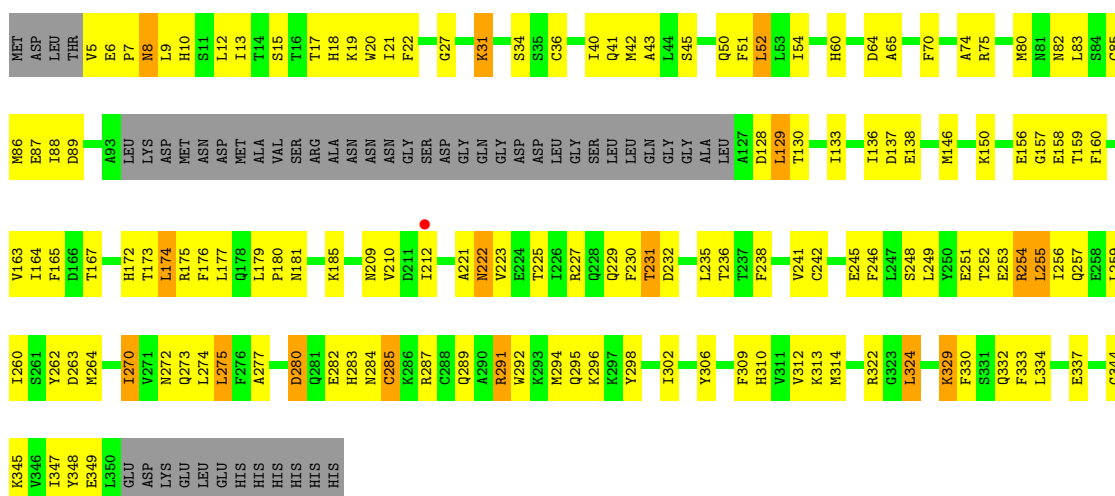 MET ASP LEU THR V5 E6 P7 N8 L9 H10 S11 L12 I13 T14 S15 T16 T17 H18 K19 W20 I21 F22 G27 K31 S34 S35 C36 I40 Q41 M42 A43 L44 S45 Q50 F51 L52 L53 I54 H60 D64 A65 F70 A74 R75 M80 N81 N82 L83 S84
M86 E87 I88 D89 A93 LEU LYS ASP MET ASN ASP MET ALA VAL SER ARG ALA ASN ASN ASN GLY SER ASP GLY GLN GLY ASP ASP LEU GLY SER LEU LEU GLN GLY GLY ALA LEU A127 D128 L129 T130 I133 I136 D137 E138 M146 K150 E156 G157 E158 T159 F160
V163 I164 F165 D166 T167 H172 T173 L174 R175 F176 L177 Q178 L179 P180 N181 K185 N209 V210 D211 I212 A221 N222 V223 E224 T225 I226 R227 Q228 Q229 F230 T231 D232 L235 T236 T237 F238 V241 C242 E245 F246 L247 S248 L249 Y250 E251 T252 E253 R254 L255 I256 Q257 E258
I260 S261 Y262 D263 M264 I270 V271 N272 Q273 L274 L275 F276 A277 D280 Q281 E282 H283 N284 C285 K286 R287 C288 Q289 A290 R291 W292 K293 M294 Q295 K296 K297 Y298 I302 Y306 F309 H310 V311 V312 K313 M314 R322 G323 L324 K329 F330 S331 Q332 F333 L334 E337
K345 V346 I347 Y348 E349 L350 GLU ASP LYS GLU LEU GLU HIS HIS HIS HIS HIS HIS